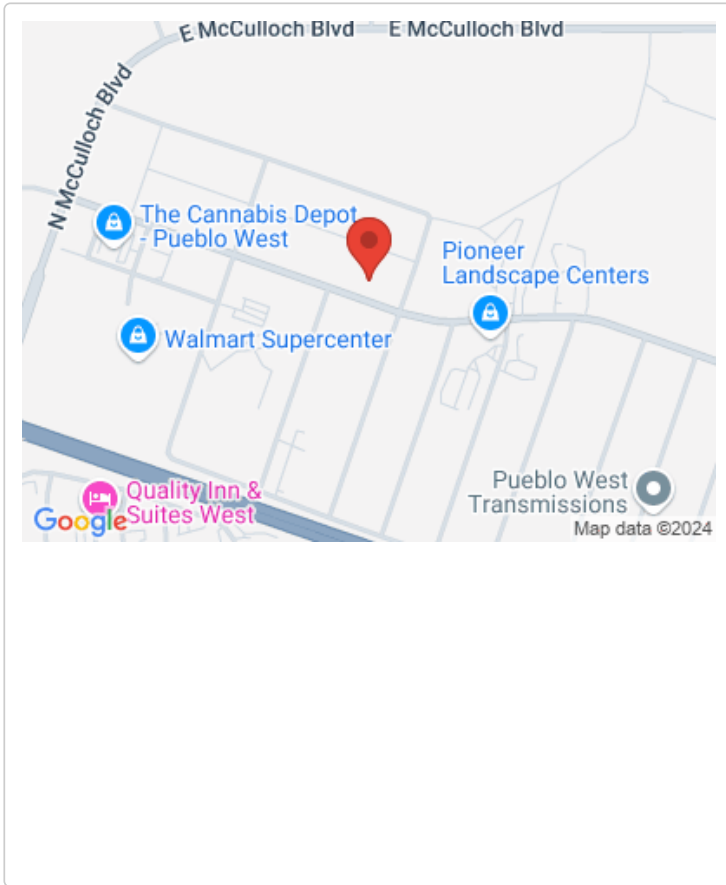 E McCulloch Blvd
E McCulloch Blvd
N McCulloch Blvd
The Cannabis Depot
- Pueblo West
Pioneer
Landscape Centers
Walmart Supercenter
Pueblo West
Transmissions
Quality Inn &
Suites West
Google
Map data ©2024